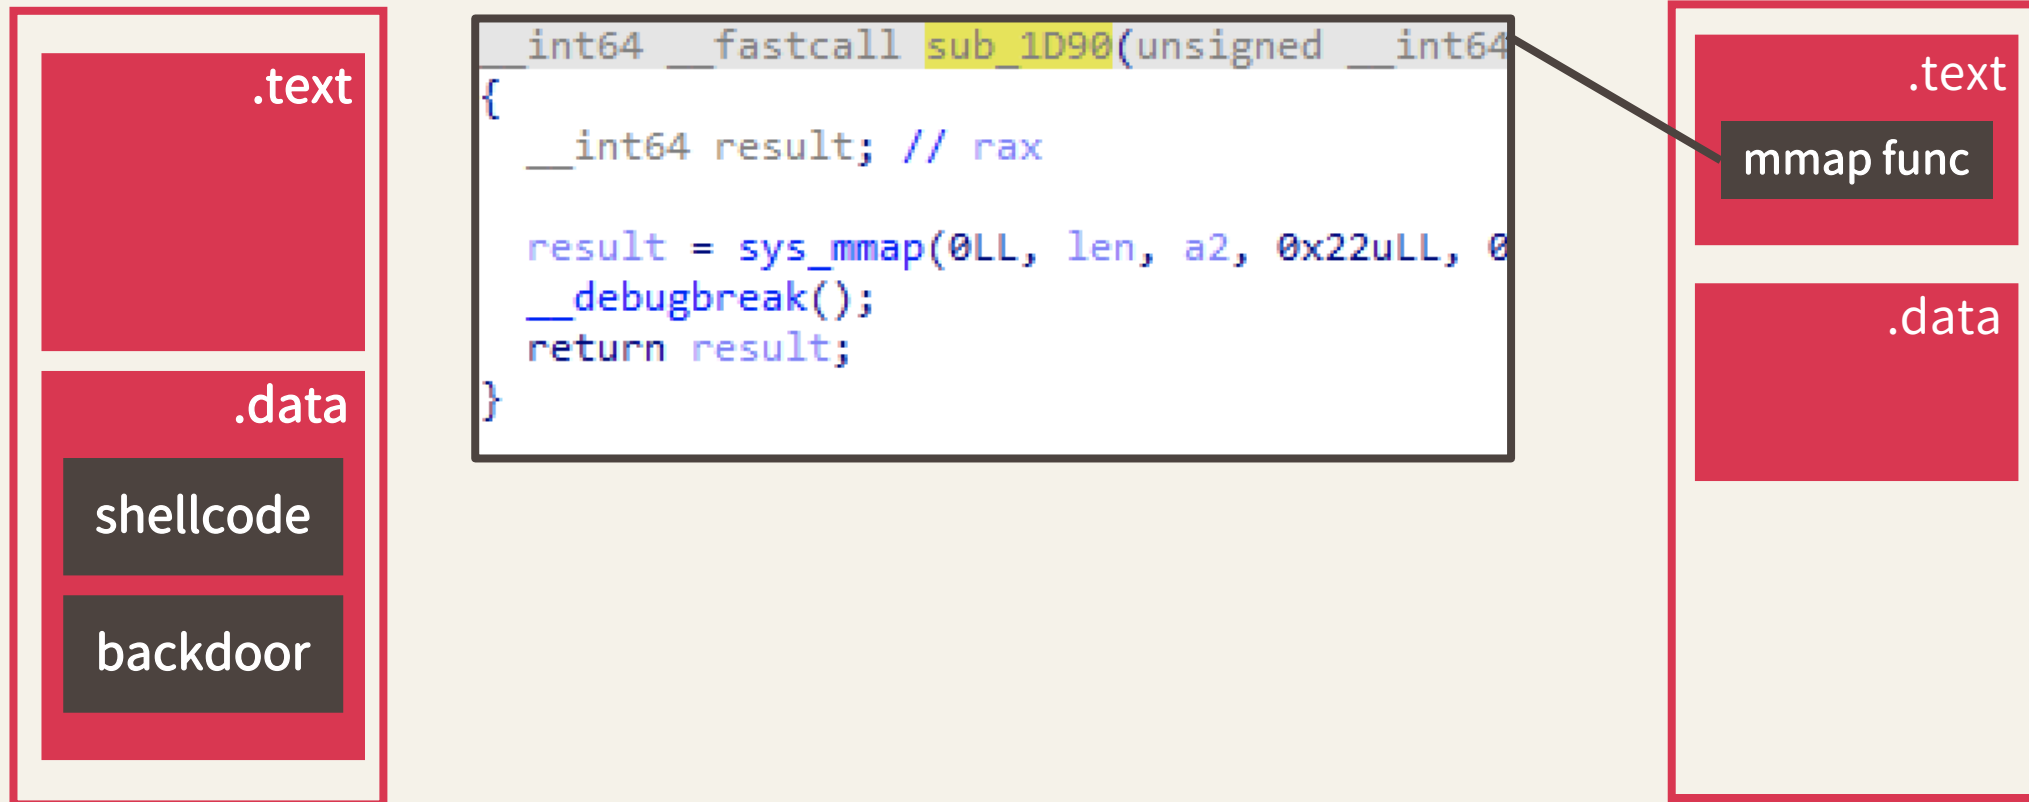 .text
.data
shellcode
backdoor
__int64 __fastcall sub_1D90(unsigned __int64
{
__int64 result; // rax
result = sys_mmap(0LL, len, a2, 0x22uLL, 0
__debugbreak();
return result;
}
.text
mmap func
.data